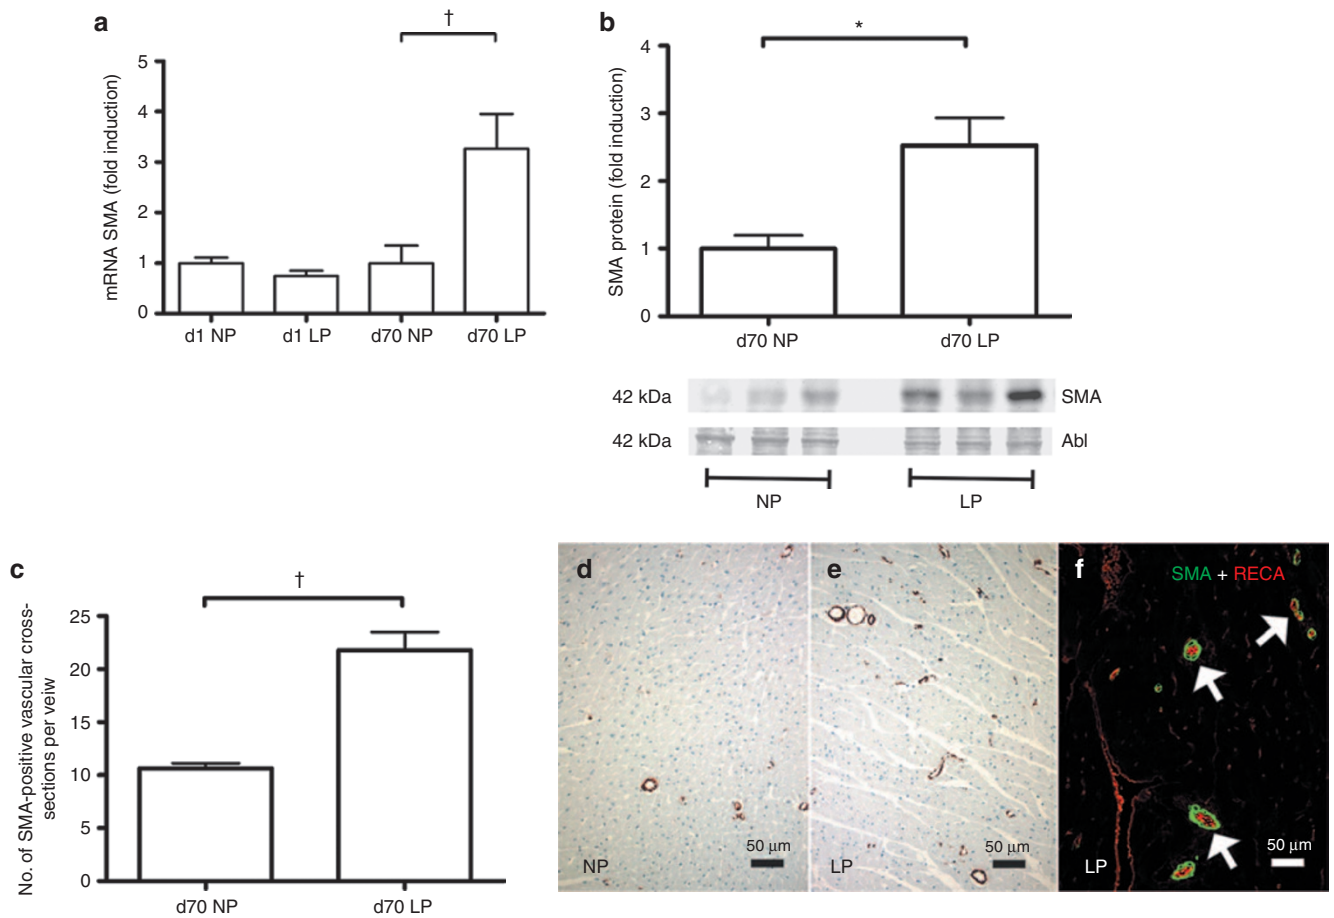 a
†
mRNA SMA (fold induction)
5
4
3
2
1
0
d1 NP
d1 LP
d70 NP
d70 LP
b
*
SMA protein (fold induction)
4
3
2
1
0
d70 NP
d70 LP
42 kDa
SMA
42 kDa
Abl
NP
LP
c
†
No. of SMA-positive vascular cross-
sections per veiw
25
20
15
10
5
0
d70 NP
d70 LP
d
NP
50 μm
e
LP
50 μm
f
SMA + RECA
LP
50 μm